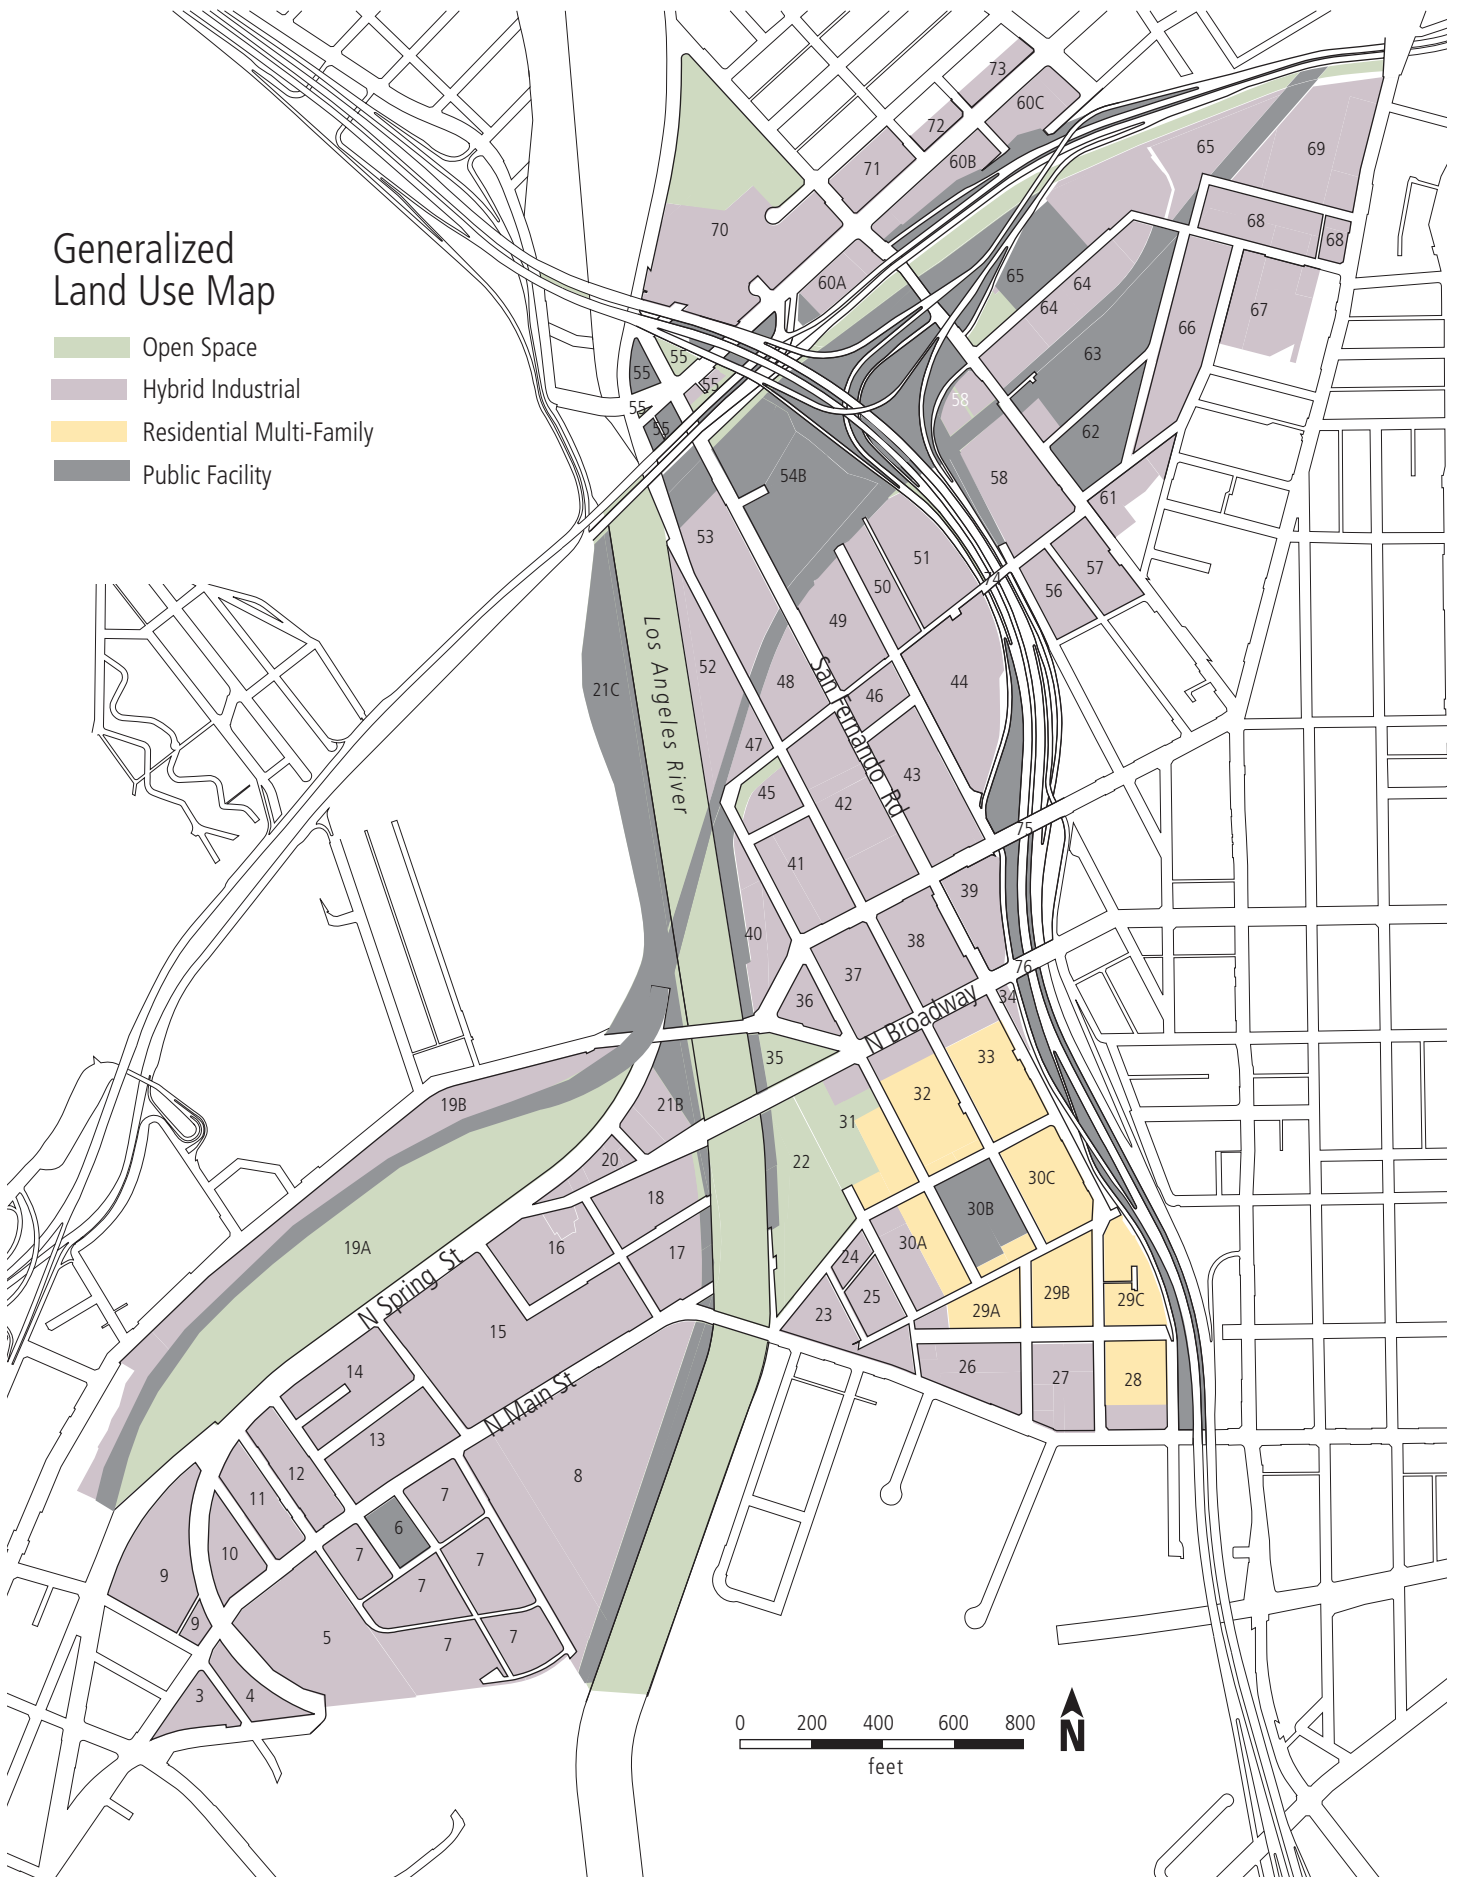 Generalized
Land Use Map
Open Space
Hybrid Industrial
Residential Multi-Family
Public Facility
73
60C
72
60B
71
65
69
70
68
68
60A
65
64
64
67
66
63
55
55
55
55
55
58
62
54B
58
61
53
51
50
74
57
56
49
Los Angeles River
52
21C
48
46
44
San Fernando Rd
47
43
45
42
75
41
39
40
38
76
37
36
34
N Broadway
35
33
32
19B
21B
31
20
22
30C
18
30B
19A
16
17
24
30A
N Spring St
25
29B
29C
23
29A
15
14
26
27
28
N Main St
13
12
8
11
7
6
10
7
7
9
7
9
5
7
7
3
4
0 200 400 600 800
feet
N